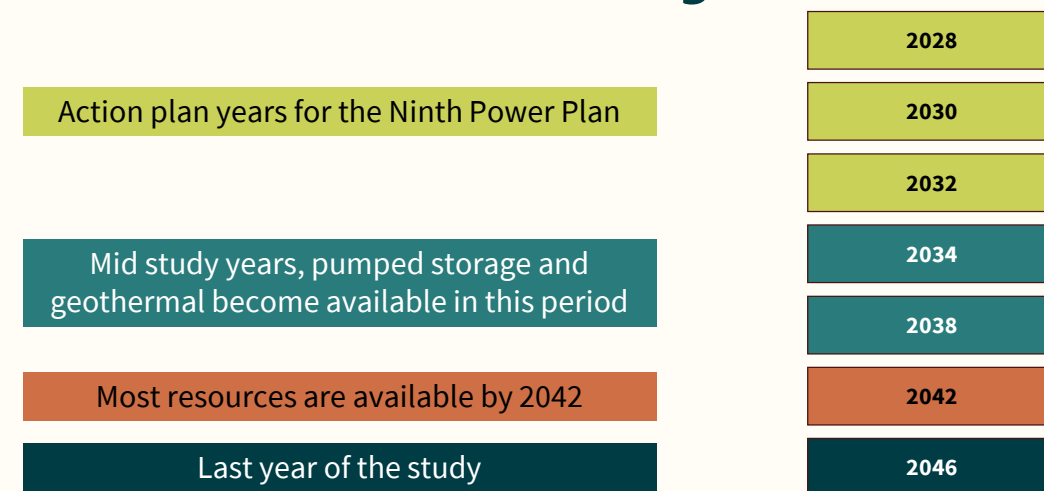 2028
Action plan years for the Ninth Power Plan
2030
2032
Mid study years, pumped storage and
geothermal become available in this period
2034
2038
Most resources are available by 2042
2042
Last year of the study
2046